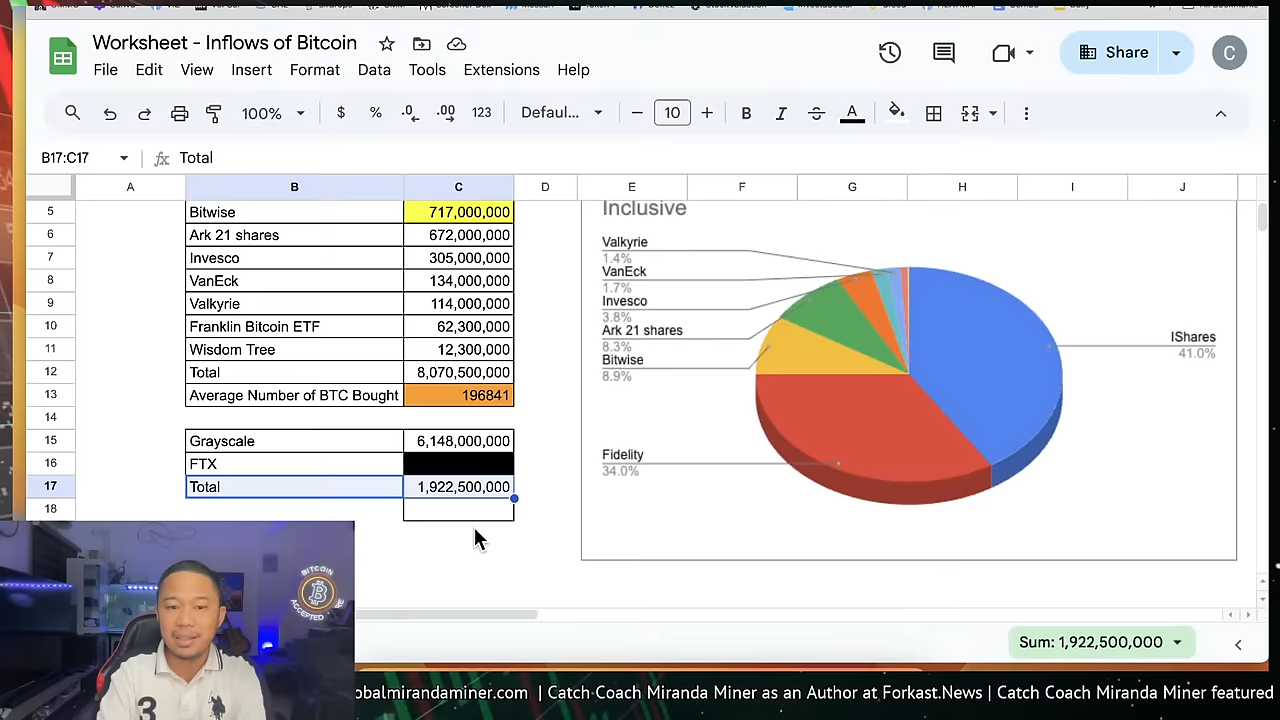 Worksheet - Inflows of Bitcoin
File Edit View Insert Format Data Tools Extensions Help
Share
C
100% $ % .0 .00 123 Defaul... 10 B I A
B17:C17 fx Total
A B C D E F G H I J
5 Bitwise 717,000,000
6 Ark 21 shares 672,000,000
7 Invesco 305,000,000
8 VanEck 134,000,000
9 Valkyrie 114,000,000
10 Franklin Bitcoin ETF 62,300,000
11 Wisdom Tree 12,300,000
12 Total 8,070,500,000
13 Average Number of BTC Bought 196841
14
15 Grayscale 6,148,000,000
16 FTX
17 Total 1,922,500,000
18
Inclusive
Valkyrie
1.4%
VanEck
1.7%
Invesco
3.8%
Ark 21 shares
8.3%
Bitwise
8.9%
Fidelity
34.0%
IShares
41.0%
Sum: 1,922,500,000
BITCOIN
ACCEPTED
3
obalmirandaminer.com | Catch Coach Miranda Miner as an Author at Forkast.News | Catch Coach Miranda Miner featured